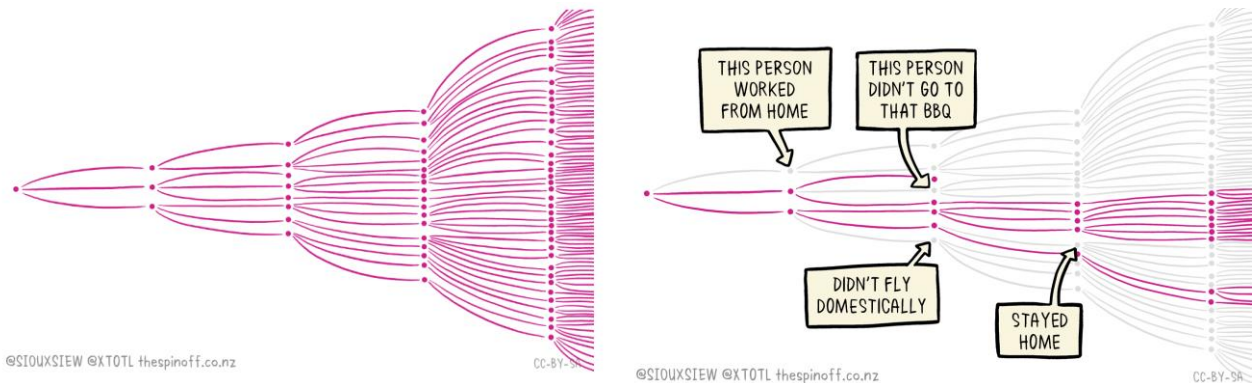 @SIOUXSIEW @XTOTL thespinoff.co.nz
CC-BY-SA
THIS PERSON
WORKED
FROM HOME
THIS PERSON
DIDN'T GO TO
THAT BBQ
DIDN'T FLY
DOMESTICALLY
STAYED
HOME
@SIOUXSIEW @XTOTL thespinoff.co.nz
CC-BY-SA